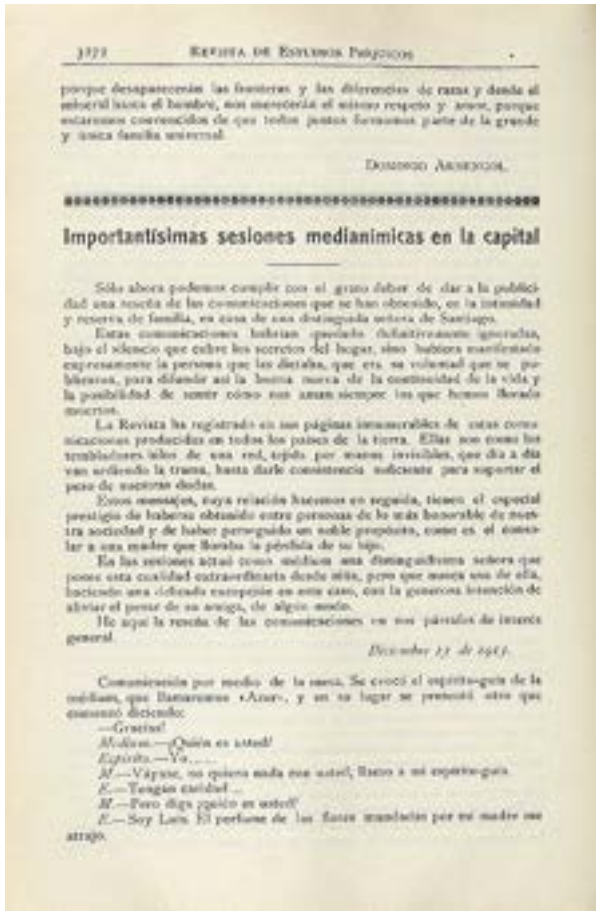 REVISTA DE ESTUDIOS PSÍQUICOS
porque desaparecerán las fronteras y las diferencias de razas y desde el
mineral hasta el hombre, nos merecerán el mismo respeto y amor, porque
estaremos convencidos de que todos juntos formamos parte de la grande
y única familia universal.
DOMINGO
Importantísimas sesiones medianímicas en la capital
Sólo ahora podemos cumplir con el grato deber de dar a la publici-
dad una reseña de las comunicaciones que se han obtenido, en la intimidad
y reserva de familia, en casa de una distinguida señora de Santiago.
Estas comunicaciones habrían quedado definitivamente ignoradas,
bajo el silencio que cubre los secretos del hogar, sino hubiera manifestado
expresamente la persona que las dictaba, que era su voluntad que se pu-
blicaran, para difundir así la buena nueva de la continuidad de la vida y
la posibilidad de sentir cómo nos aman siempre los que hemos llorado
muertos.
La Revista ha registrado en sus páginas innumerables de estas comu-
nicaciones producidas en todos los países de la tierra. Ellas son como los
tembladores hilos de una red, tejida por manos invisibles, que día a día
van urdiendo la trama, hasta darle consistencia suficiente para soportar el
peso de nuestras dudas.
Estos mensajes, cuya relación hacemos en seguida, tienen el especial
prestigio de haberse obtenido entre personas de lo más honorable de nues-
tra sociedad y de haber perseguido un noble propósito, como es el conso-
lar a una madre que lloraba la pérdida de su hijo.
En las sesiones actuó como médium una distinguidísima señora que
posee esta cualidad extraordinaria desde niña, pero que nunca usa de ella,
haciendo una delicada excepción en este caso, con la generosa intención de
aliviar el pesar de su amiga, de algún modo.
He aquí la reseña de las comunicaciones en sus párrafos de interés
general.
Diciembre 13 de 1913.
Comunicación por medio de la mesa. Se evocó el espíritu-guía de la
médium, que llamaremos «Azur», y en su lugar se presentó otro que
comenzó diciendo:
—Gracias!
Médium.—¿Quién es usted?
Espíritu.—Yo.....
M.—Váyase, no quiero nada con usted, llamo a mi espíritu-guía.
E.—Tengan caridad...
M.—Pero diga ¿quién es usted?
E.—Soy Luis. El perfume de las flores mandadas por mi madre me
atrajo.